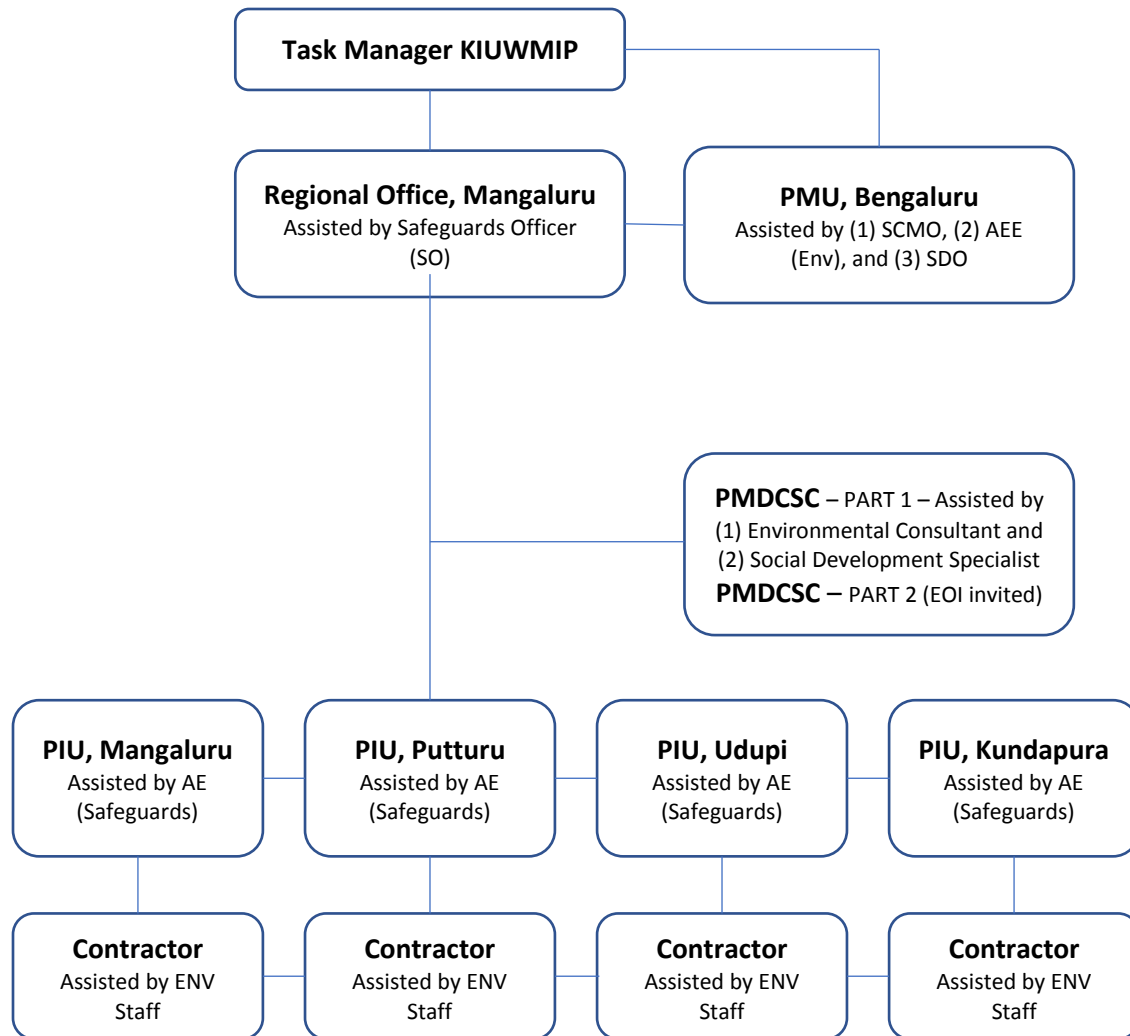 Task Manager KIUWMIP
Regional Office, Mangaluru
Assisted by Safeguards Officer
(SO)
PMU, Bengaluru
Assisted by (1) SCMO, (2) AEE
(Env), and (3) SDO
PMDCSC – PART 1 – Assisted by
(1) Environmental Consultant and
(2) Social Development Specialist
PMDCSC – PART 2 (EOI invited)
PIU, Mangaluru
Assisted by AE
(Safeguards)
PIU, Putturu
Assisted by AE
(Safeguards)
PIU, Udupi
Assisted by AE
(Safeguards)
PIU, Kundapura
Assisted by AE
(Safeguards)
Contractor
Assisted by ENV
Staff
Contractor
Assisted by ENV
Staff
Contractor
Assisted by ENV
Staff
Contractor
Assisted by ENV
Staff